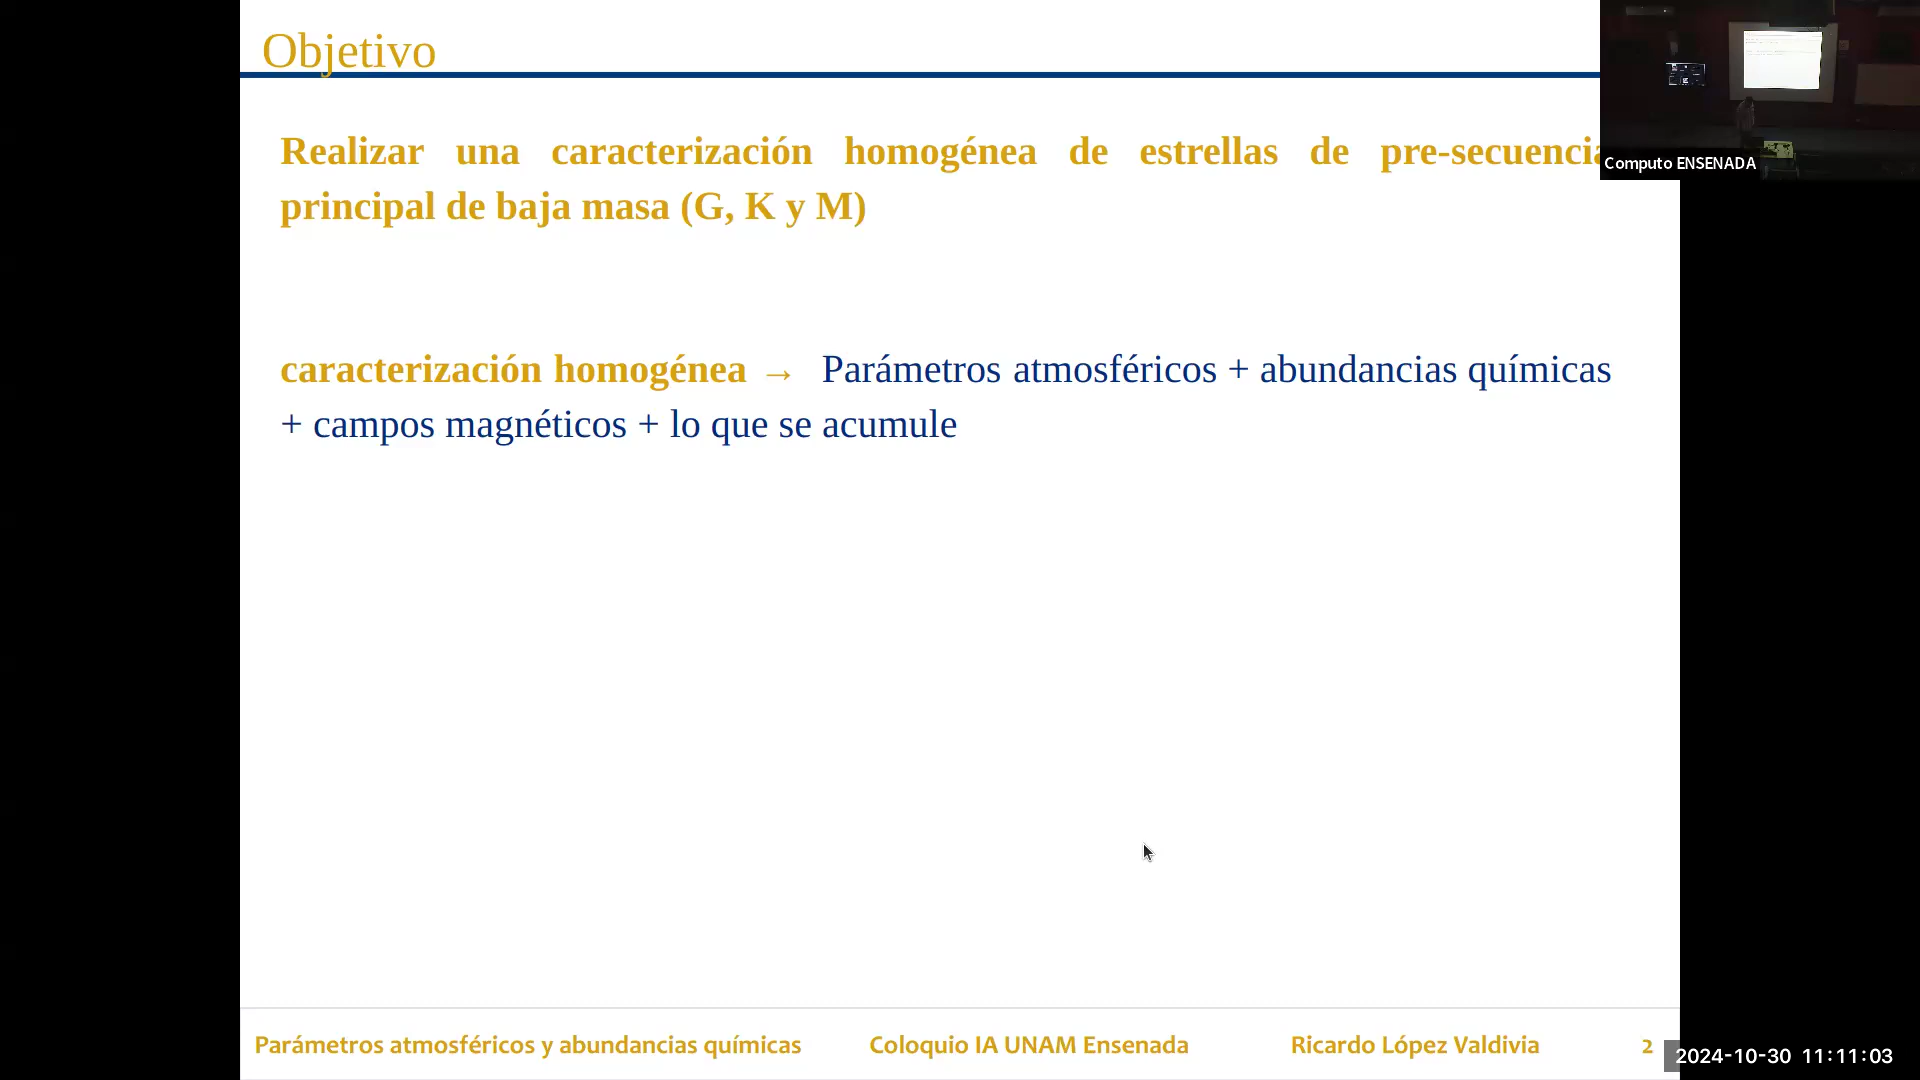 Objetivo
Realizar una caracterización homogénea de estrellas de pre-secuencia
principal de baja masa (G, K y M)
Computo ENSENADA
caracterización homogénea → Parámetros atmosféricos + abundancias químicas
+ campos magnéticos + lo que se acumule
Parámetros atmosféricos y abundancias químicas Coloquio IA UNAM Ensenada Ricardo López Valdivia 2
2024-10-30 11:11:03